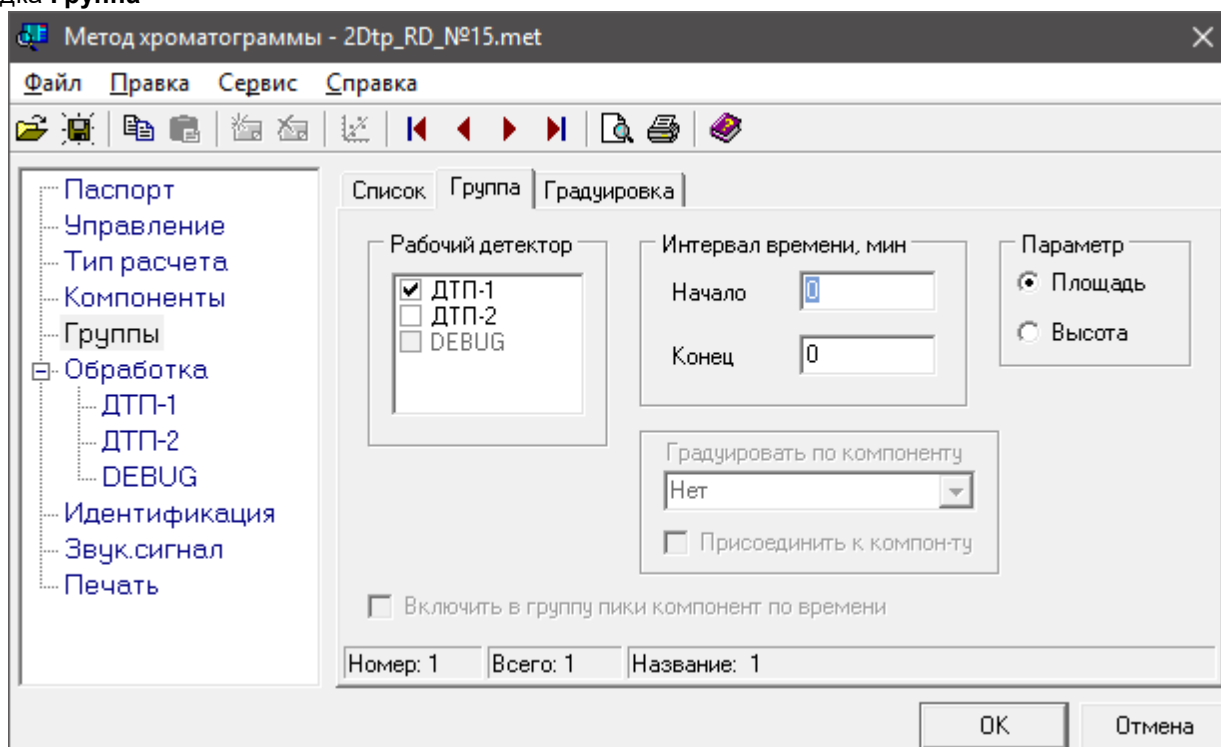 Группа
Метод хроматограммы - 2Dtp_RD_№15.met
Файл Правка Сервис Справка
Паспорт
Управление
Тип расчета
Компоненты
Группы
Обработка
ДТП-1
ДТП-2
DEBUG
Идентификация
Звук.сигнал
Печать
Список Группа Градуировка
Рабочий детектор
ДТП-1
ДТП-2
DEBUG
Интервал времени, мин
Начало 0
Конец 0
Параметр
Площадь
Высота
Градуировать по компоненту
Нет
Присоединить к компон-ту
Включить в группу пики компонент по времени
Номер: 1 Всего: 1 Название: 1
OK Отмена